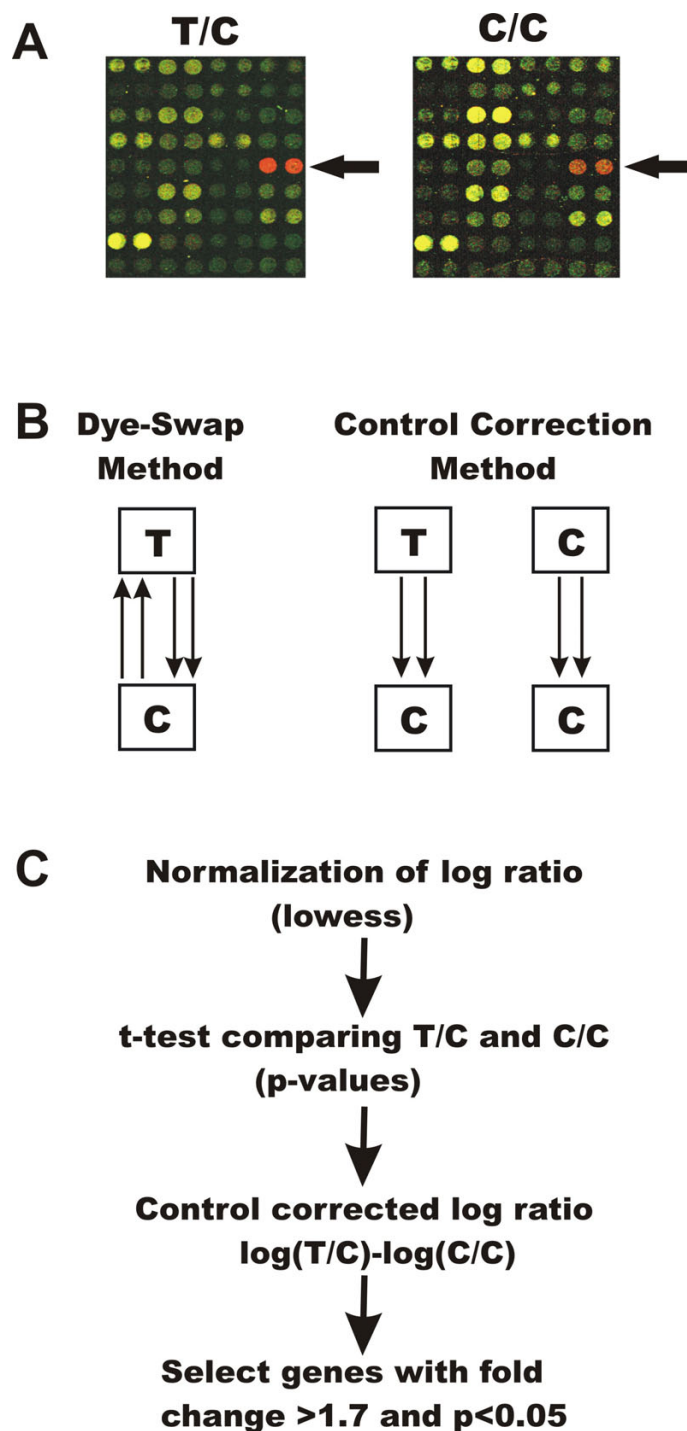 A
T/C
C/C
B
Dye-Swap
Method
Control Correction
Method
T
C
T
C
C
C
C
Normalization of log ratio
(lowess)
t-test comparing T/C and C/C
(p-values)
Control corrected log ratio
log(T/C)-log(C/C)
Select genes with fold
change >1.7 and p<0.05